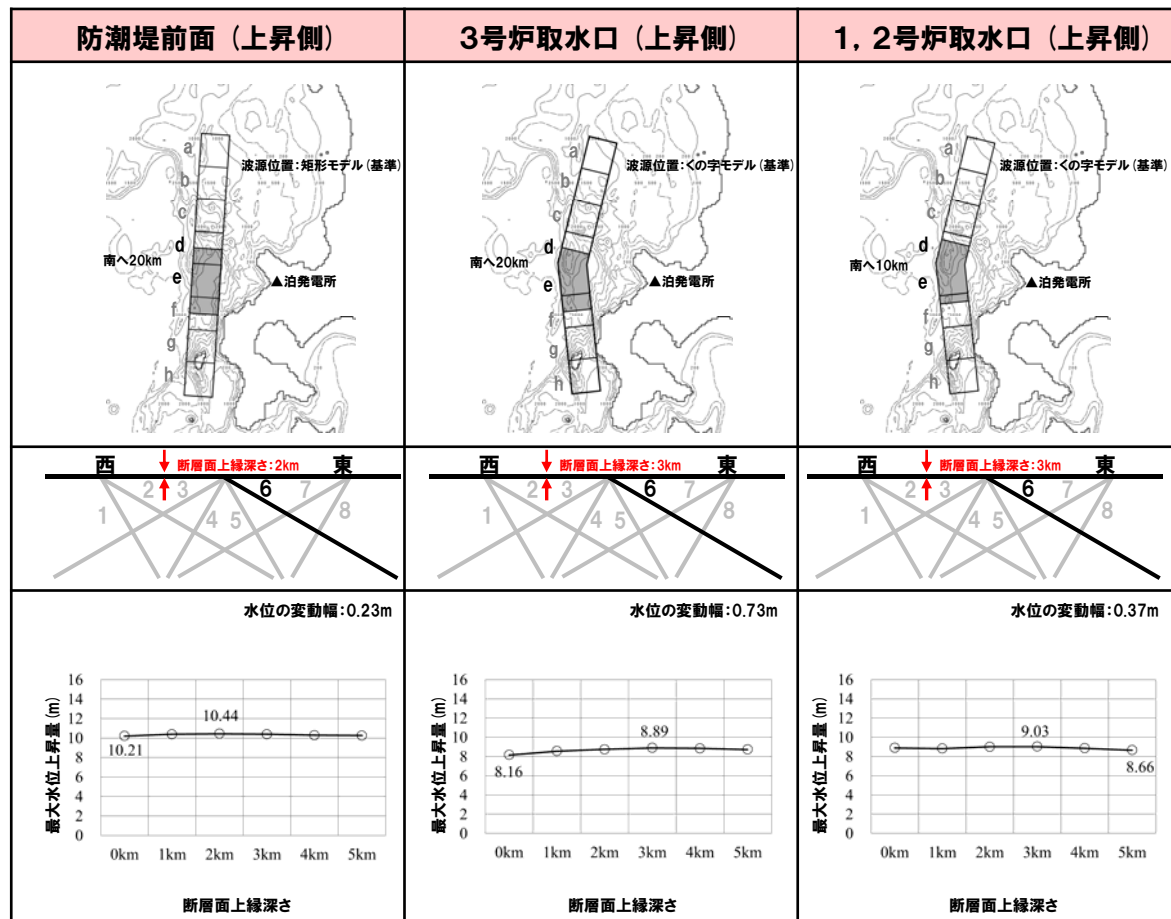 防潮堤前面（上昇側）
3号炉取水口（上昇側）
1，2号炉取水口（上昇側）
波源位置：矩形モデル（基準）
a
b
c
d
南へ20km
e
▲泊発電所
f
g
h
波源位置：くの字モデル（基準）
a
b
c
d
南へ20km
e
▲泊発電所
f
g
h
波源位置：くの字モデル（基準）
a
b
c
d
南へ10km
e
▲泊発電所
f
g
h
西 断層面上縁深さ：2km 東
1 2 3 4 5 6 7 8
西 断層面上縁深さ：3km 東
1 2 3 4 5 6 7 8
西 断層面上縁深さ：3km 東
1 2 3 4 5 6 7 8
水位の変動幅：0.23m
最大水位上昇量(m)
16
14
12
10
8
6
4
2
0
10.44
10.21
0km 1km 2km 3km 4km 5km
断層面上縁深さ
水位の変動幅：0.73m
最大水位上昇量(m)
16
14
12
10
8
6
4
2
0
8.89
8.16
0km 1km 2km 3km 4km 5km
断層面上縁深さ
水位の変動幅：0.37m
最大水位上昇量(m)
16
14
12
10
8
6
4
2
0
9.03
8.66
0km 1km 2km 3km 4km 5km
断層面上縁深さ